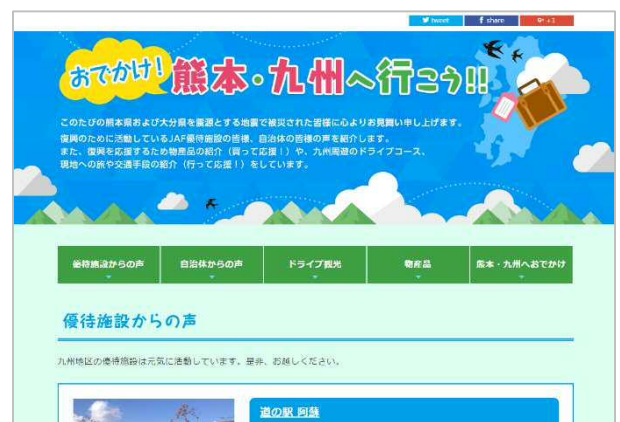 tweet
share
G+ +1
おでかけ!
熊本・九州へ行こう!!
このたびの熊本県および大分県を震源とする地震で被災された皆様に心よりお見舞い申し上げます。
復興のために活動しているJAF優待施設の皆様、自治体の皆様の声を紹介します。
また、復興を応援するため物産品の紹介（買って応援！）や、九州周遊のドライブコース、
現地への旅や交通手段の紹介（行って応援！）をしています。
優待施設からの声
自治体からの声
ドライブ観光
物産品
熊本・九州へおでかけ
優待施設からの声
九州地区の優待施設は元気に活動しています。是非、お越しください。
道の駅 阿蘇